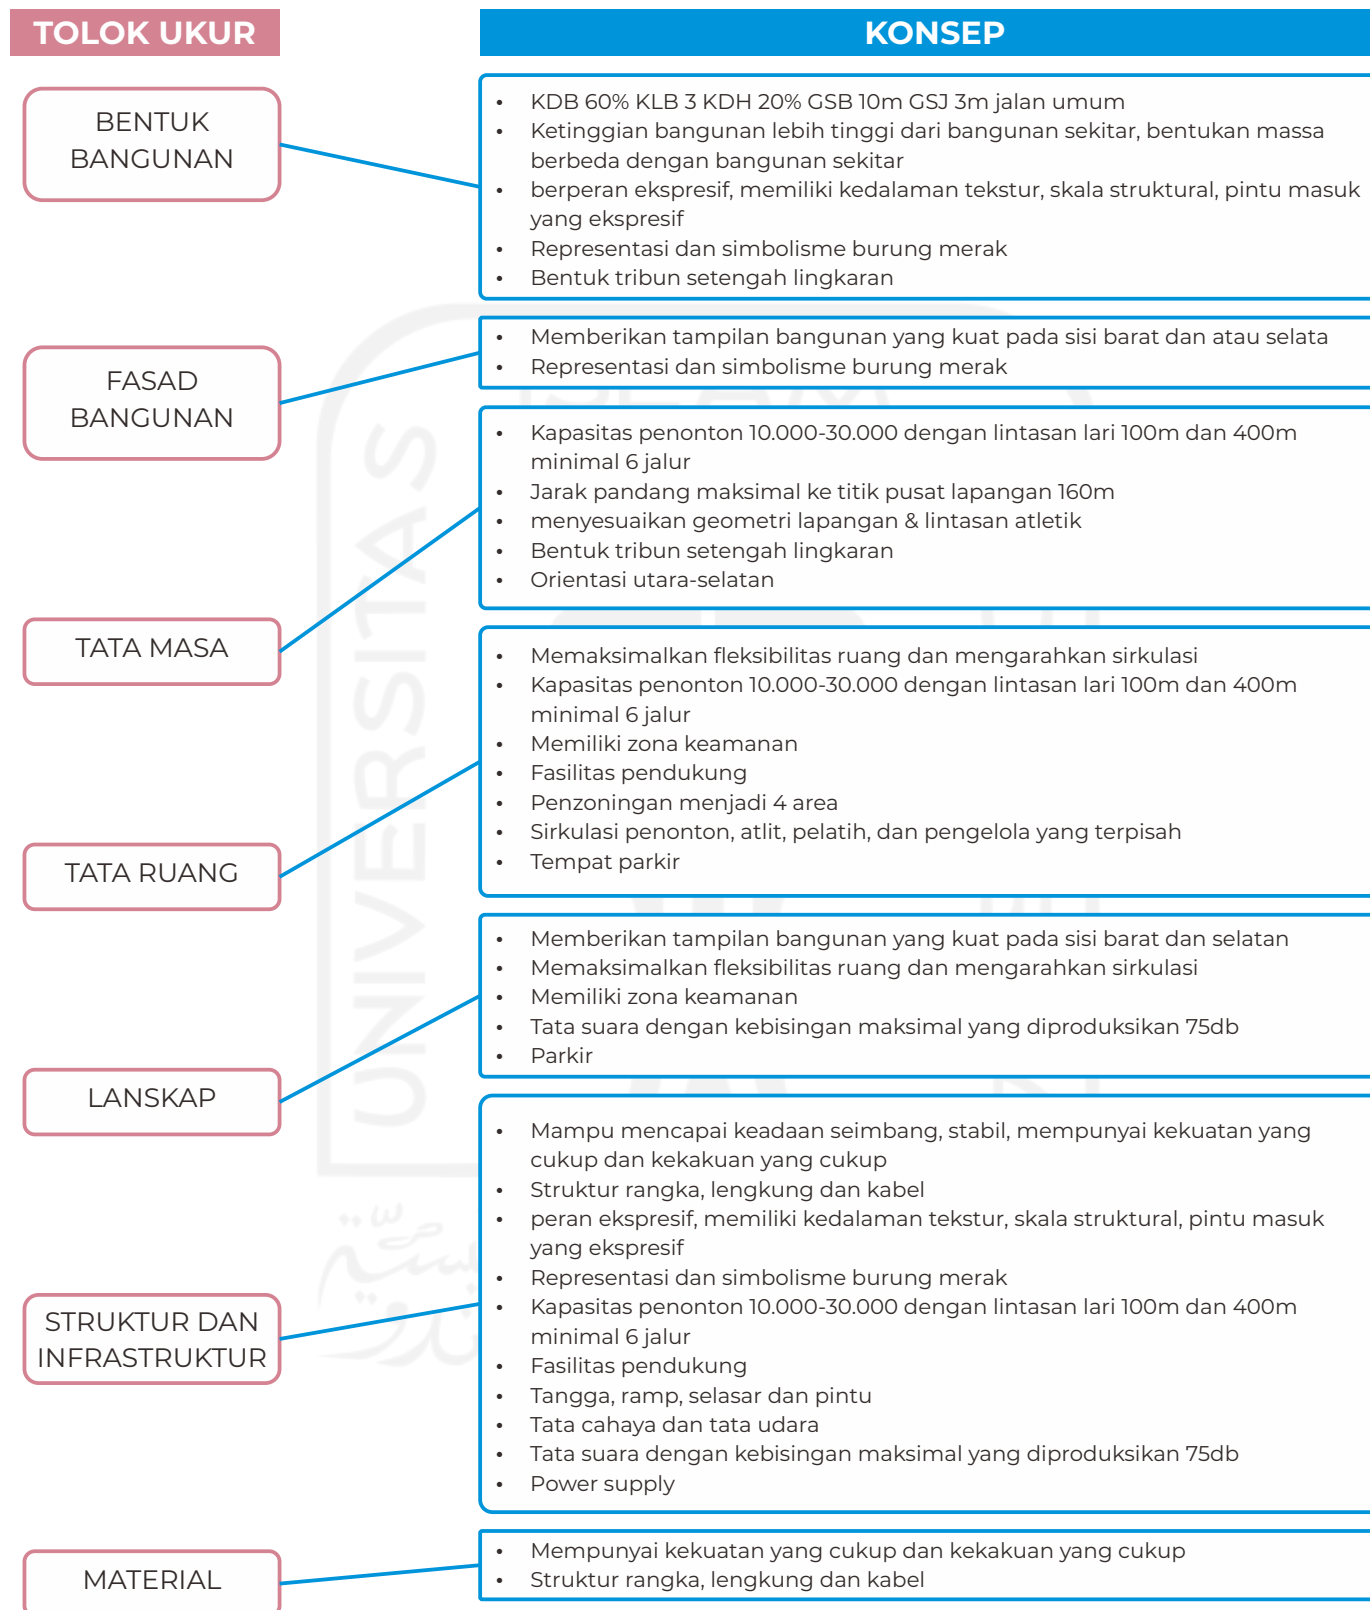 TOLOK UKUR
KONSEP
BENTUK
BANGUNAN
• KDB 60% KLB 3 KDH 20% GSB 10m GSJ 3m jalan umum
• Ketinggian bangunan lebih tinggi dari bangunan sekitar, bentukan massa
berbeda dengan bangunan sekitar
• berperan ekspresif, memiliki kedalaman tekstur, skala struktural, pintu masuk
yang ekspresif
• Representasi dan simbolisme burung merak
• Bentuk tribun setengah lingkaran
FASAD
BANGUNAN
• Memberikan tampilan bangunan yang kuat pada sisi barat dan atau selata
• Representasi dan simbolisme burung merak
TATA MASA
• Kapasitas penonton 10.000-30.000 dengan lintasan lari 100m dan 400m
minimal 6 jalur
• Jarak pandang maksimal ke titik pusat lapangan 160m
• menyesuaikan geometri lapangan & lintasan atletik
• Bentuk tribun setengah lingkaran
• Orientasi utara-selatan
TATA RUANG
• Memaksimalkan fleksibilitas ruang dan mengarahkan sirkulasi
• Kapasitas penonton 10.000-30.000 dengan lintasan lari 100m dan 400m
minimal 6 jalur
• Memiliki zona keamanan
• Fasilitas pendukung
• Penzoningan menjadi 4 area
• Sirkulasi penonton, atlit, pelatih, dan pengelola yang terpisah
• Tempat parkir
LANSKAP
• Memberikan tampilan bangunan yang kuat pada sisi barat dan selatan
• Memaksimalkan fleksibilitas ruang dan mengarahkan sirkulasi
• Memiliki zona keamanan
• Tata suara dengan kebisingan maksimal yang diproduksikan 75db
• Parkir
STRUKTUR DAN
INFRASTRUKTUR
• Mampu mencapai keadaan seimbang, stabil, mempunyai kekuatan yang
cukup dan kekakuan yang cukup
• Struktur rangka, lengkung dan kabel
• peran ekspresif, memiliki kedalaman tekstur, skala struktural, pintu masuk
yang ekspresif
• Representasi dan simbolisme burung merak
• Kapasitas penonton 10.000-30.000 dengan lintasan lari 100m dan 400m
minimal 6 jalur
• Fasilitas pendukung
• Tangga, ramp, selasar dan pintu
• Tata cahaya dan tata udara
• Tata suara dengan kebisingan maksimal yang diproduksikan 75db
• Power supply
MATERIAL
• Mempunyai kekuatan yang cukup dan kekakuan yang cukup
• Struktur rangka, lengkung dan kabel
UNIVERSITAS
ISLAM